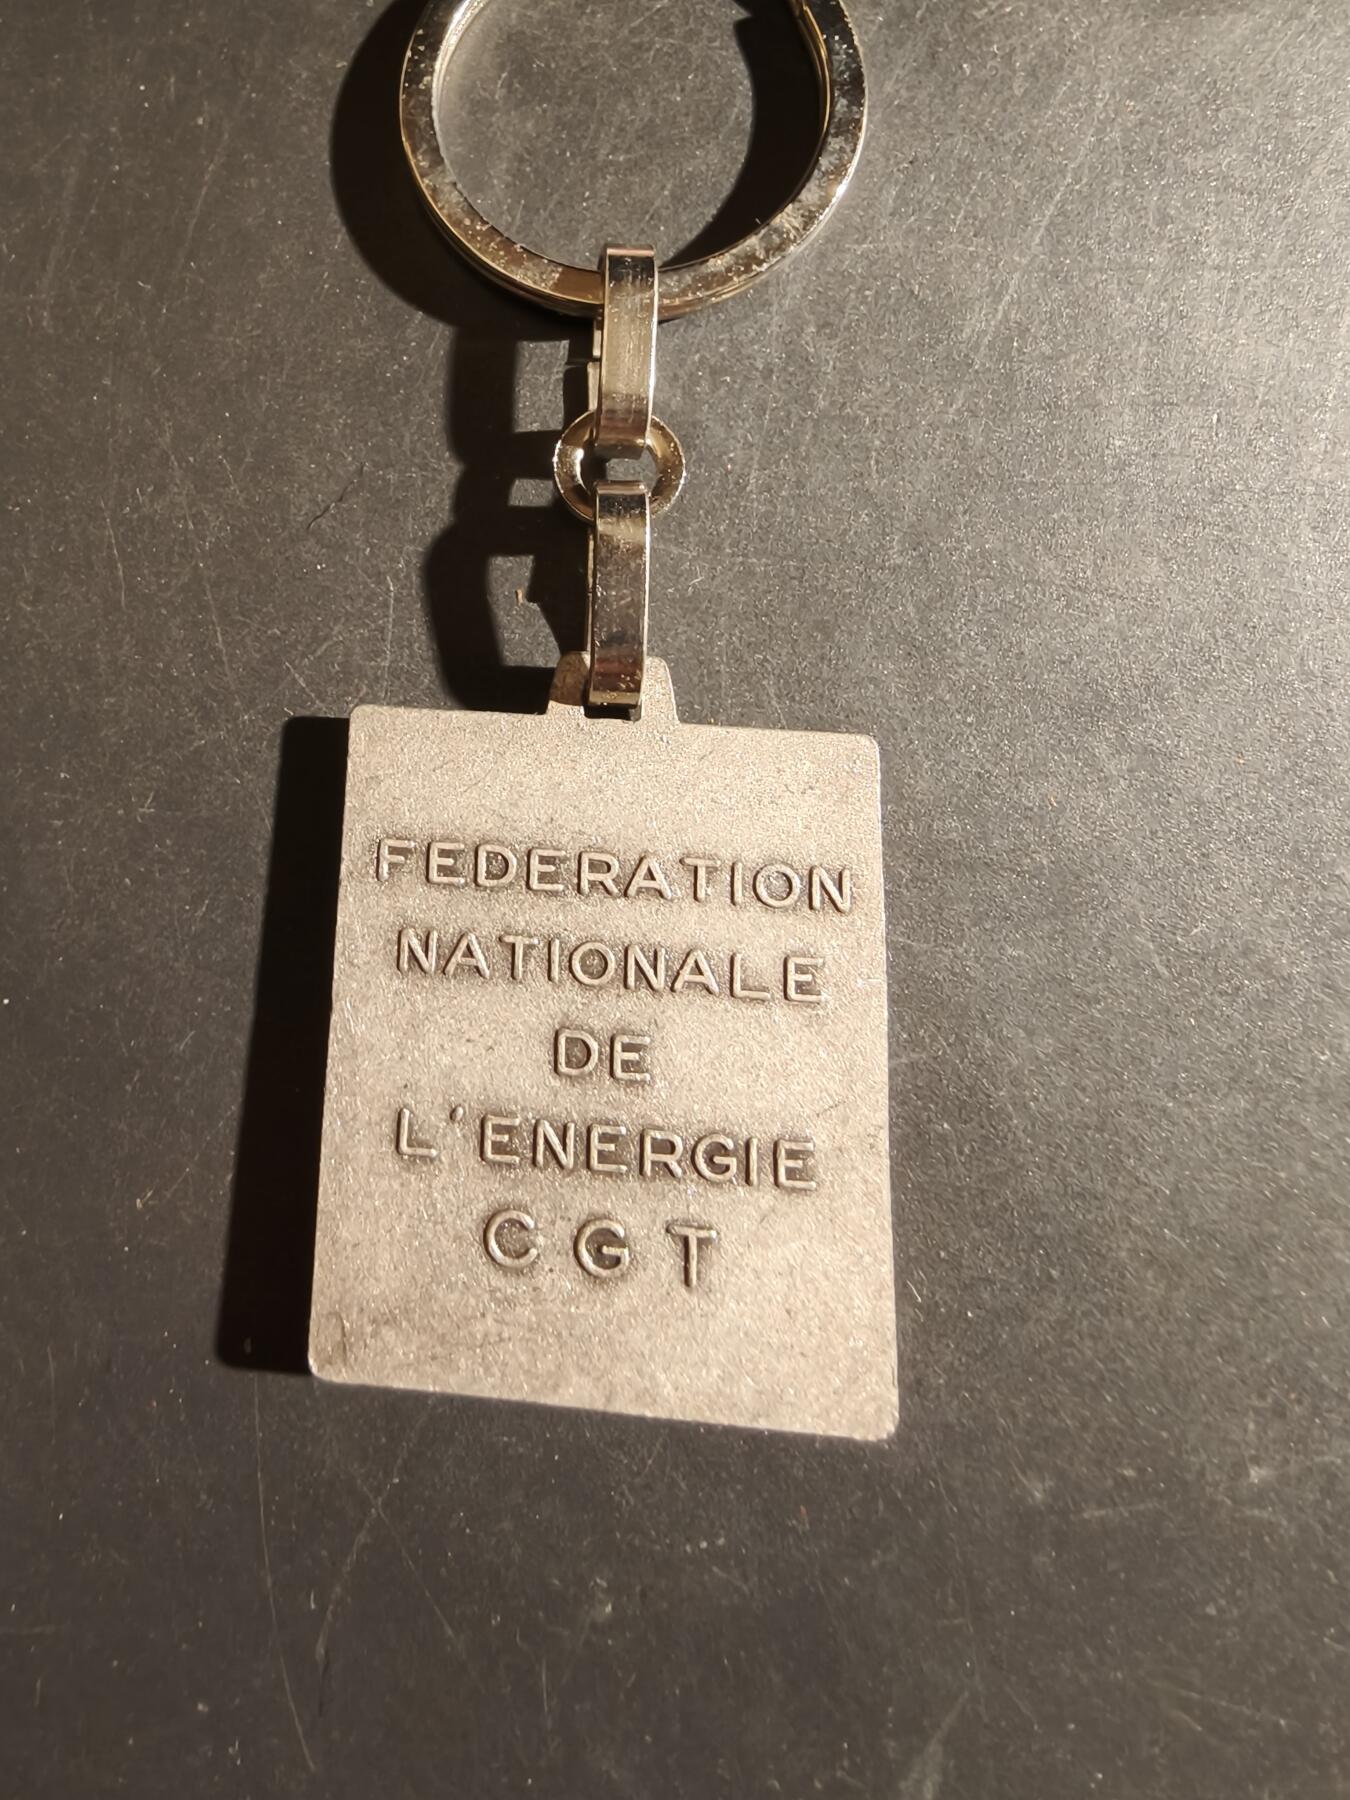 FEDERATION
NATIONALE
DE
L'ENERGIE
CGT